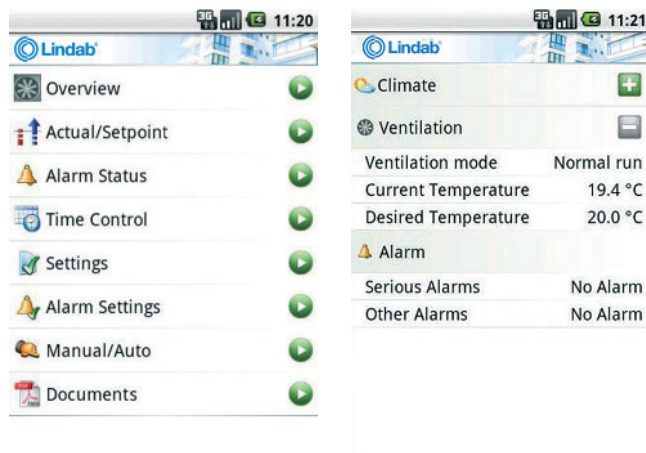 3G
11:20
Lindab
Overview
Actual/Setpoint
Alarm Status
Time Control
Settings
Alarm Settings
Manual/Auto
Documents
3G
11:21
Lindab
Climate
Ventilation
Ventilation mode Normal run
Current Temperature 19.4 °C
Desired Temperature 20.0 °C
Alarm
Serious Alarms No Alarm
Other Alarms No Alarm